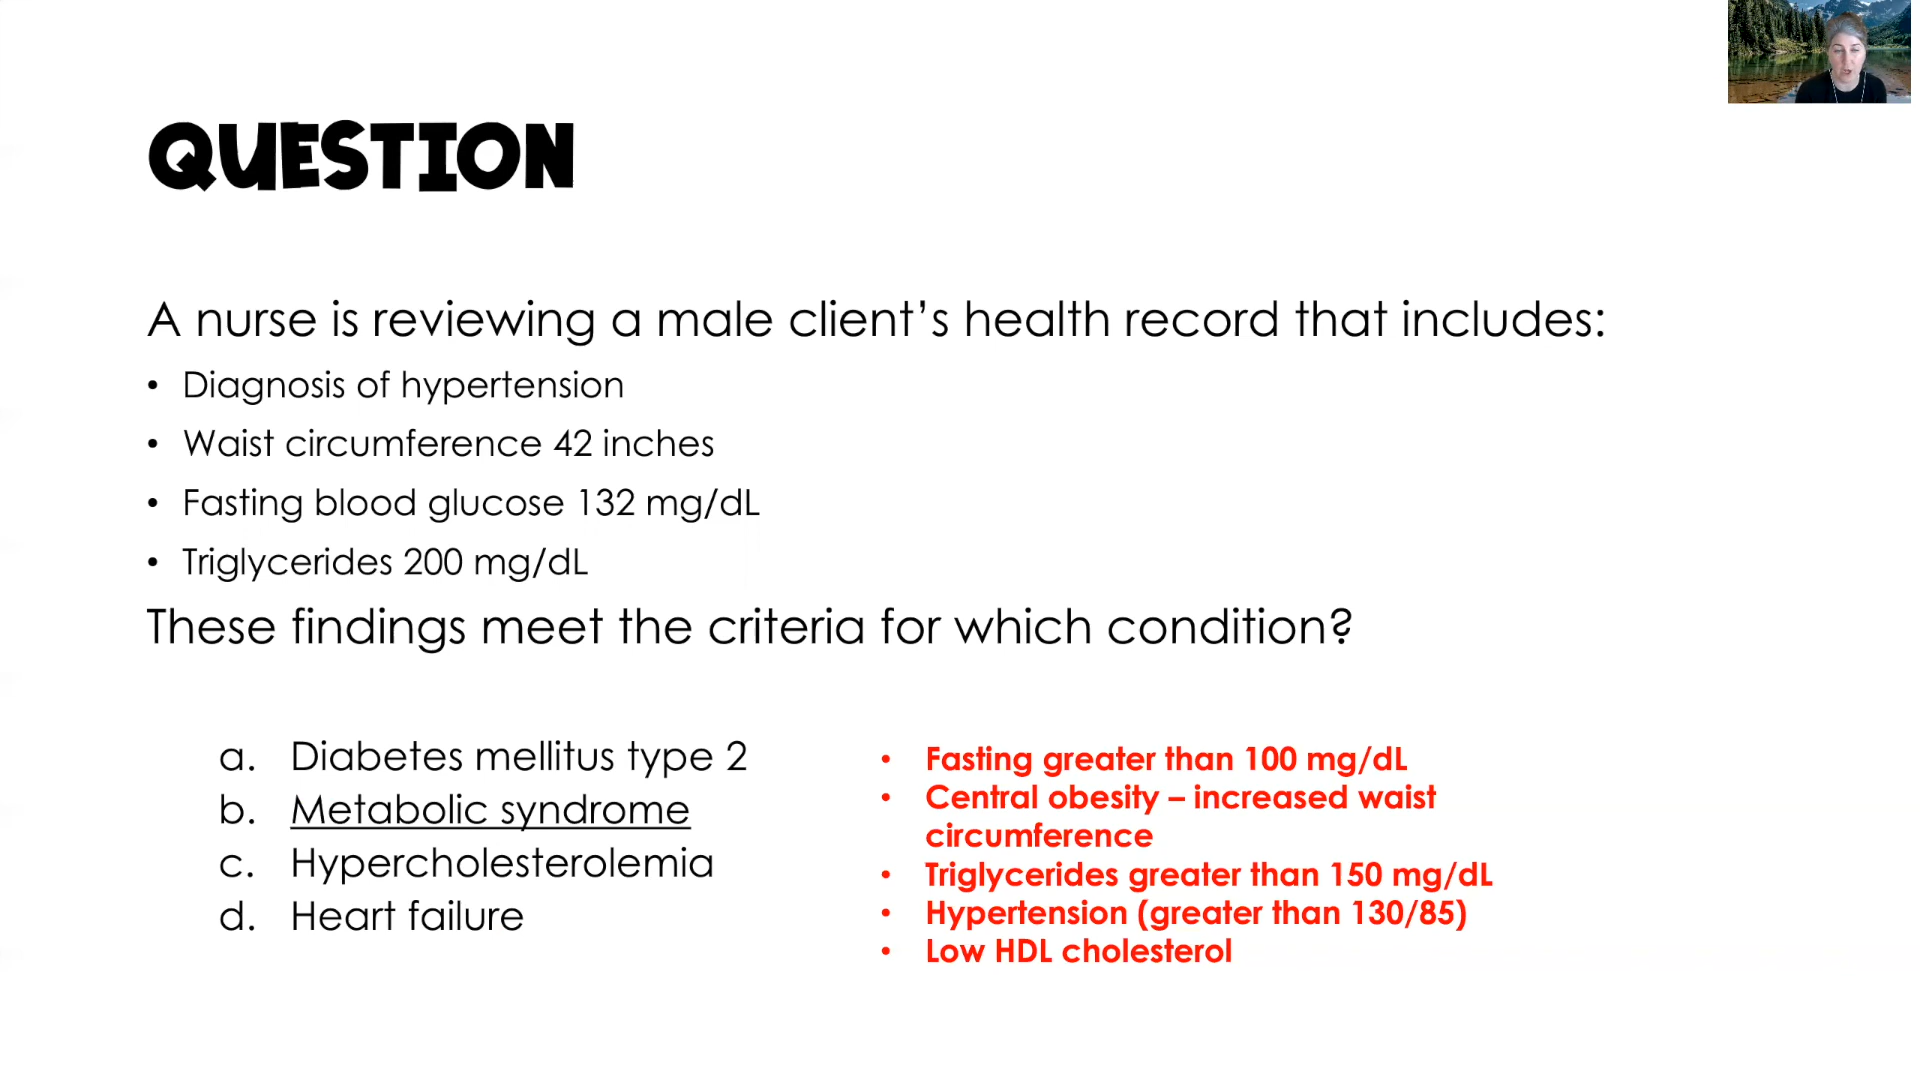 QUESTION
A nurse is reviewing a male client’s health record that includes:
• Diagnosis of hypertension
• Waist circumference 42 inches
• Fasting blood glucose 132 mg/dL
• Triglycerides 200 mg/dL
These findings meet the criteria for which condition?
a. Diabetes mellitus type 2
b. Metabolic syndrome
c. Hypercholesterolemia
d. Heart failure
• Fasting greater than 100 mg/dL
• Central obesity – increased waist
circumference
• Triglycerides greater than 150 mg/dL
• Hypertension (greater than 130/85)
• Low HDL cholesterol